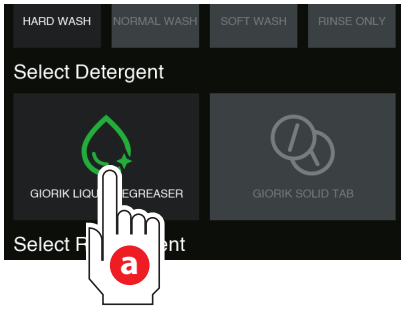 HARD WASH NORMAL WASH SOFT WASH RINSE ONLY
Select Detergent
GIORIK LIQU EGREASER GIORIK SOLID TAB
Select R ent
a